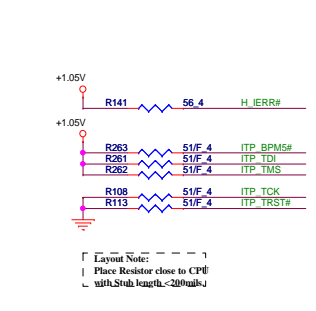 +1.05V
R141 56_4 H_IERR#
+1.05V
R263 51/F_4 ITP_BPM5#
R261 51/F_4 ITP_TDI
R262 51/F_4 ITP_TMS
R108 51/F_4 ITP_TCK
R113 51/F_4 ITP_TRST#
Layout Note:
Place Resistor close to CPU
with Stub length <200mils.